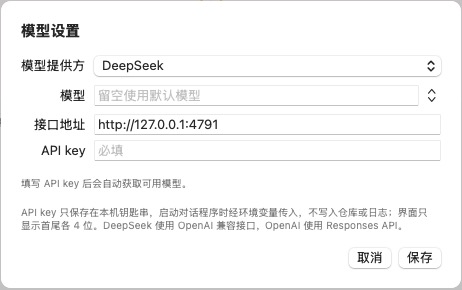 模型设置
模型提供方 DeepSeek
模型 留空使用默认模型
接口地址 http://127.0.0.1:4791
API key 必填
填写 API key 后会自动获取可用模型。
API key 只保存在本机钥匙串，启动对话程序时经环境变量传入，不写入仓库或日志；界面只
显示首尾各 4 位。DeepSeek 使用 OpenAI 兼容接口，OpenAI 使用 Responses API。
取消 保存